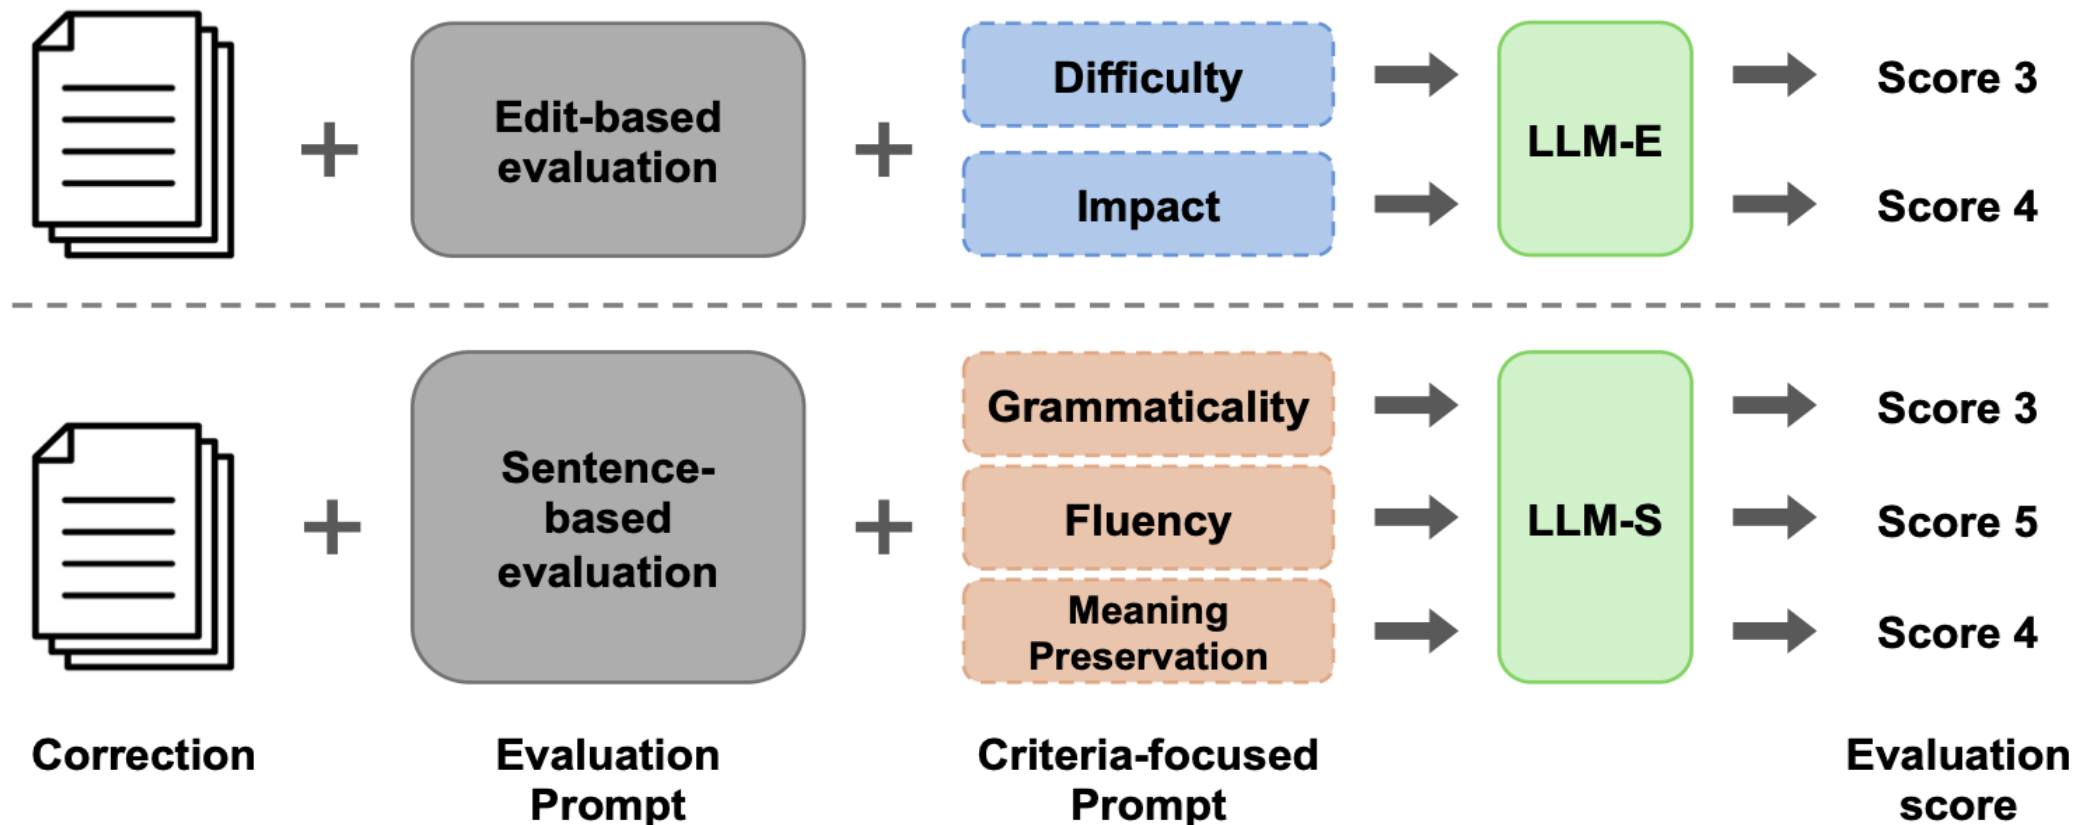 Edit-based
evaluation
Difficulty
Impact
LLM-E
Score 3
Score 4
Sentence-
based
evaluation
Grammaticality
Fluency
Meaning
Preservation
LLM-S
Score 3
Score 5
Score 4
Correction
Evaluation
Prompt
Criteria-focused
Prompt
Evaluation
score